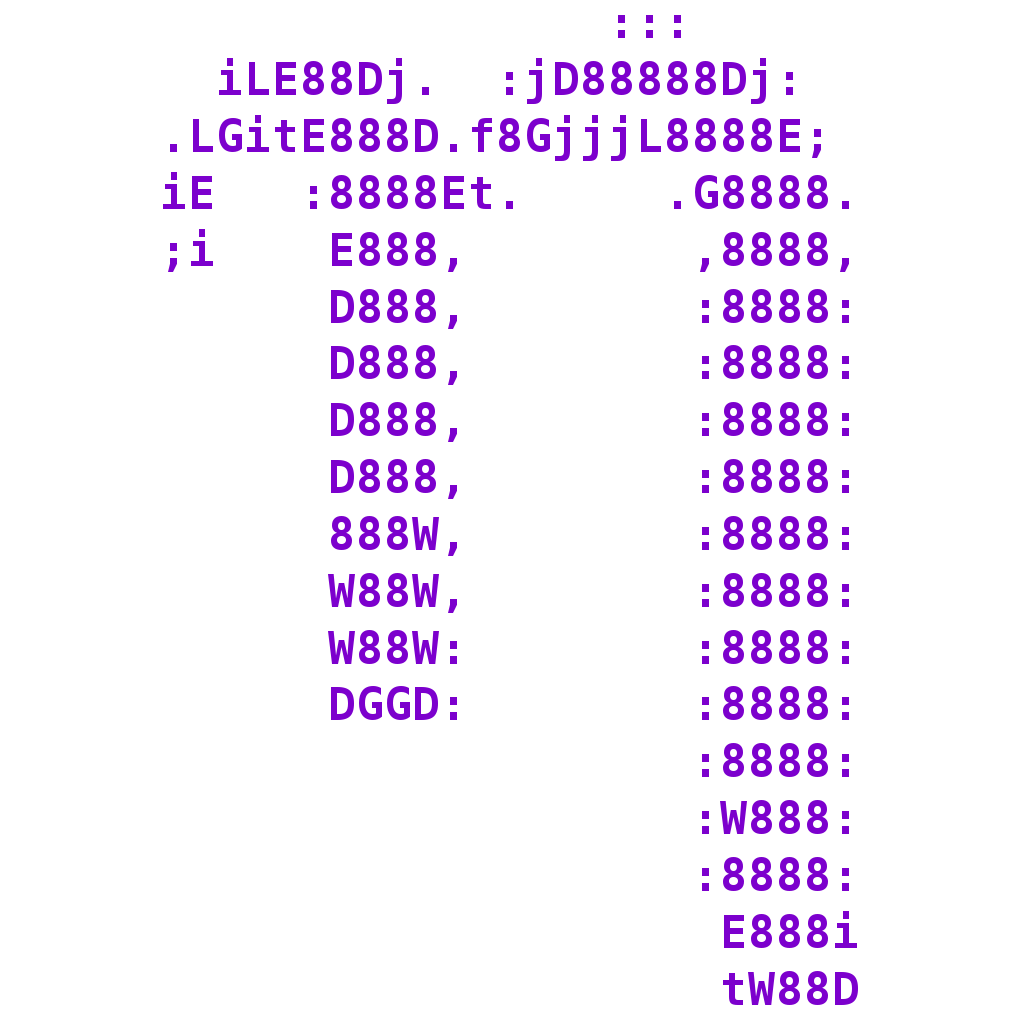 :::
  iLE88Dj.  :jD88888Dj:
.LGitE888D.f8GjjjL8888E;
iE   :8888Et.     .G8888.
;i    E888,        ,8888,
      D888,        :8888:
      D888,        :8888:
      D888,        :8888:
      D888,        :8888:
      888W,        :8888:
      W88W,        :8888:
      W88W:        :8888:
      DGGD:        :8888:
                   :8888:
                   :W888:
                   :8888:
                    E888i
                    tW88D